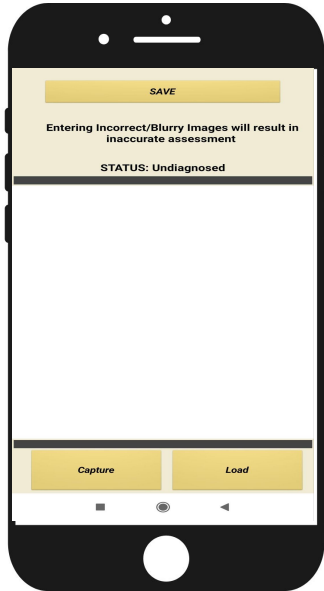 SAVE
Entering Incorrect/Blurry Images will result in
inaccurate assessment
STATUS: Undiagnosed
Capture
Load